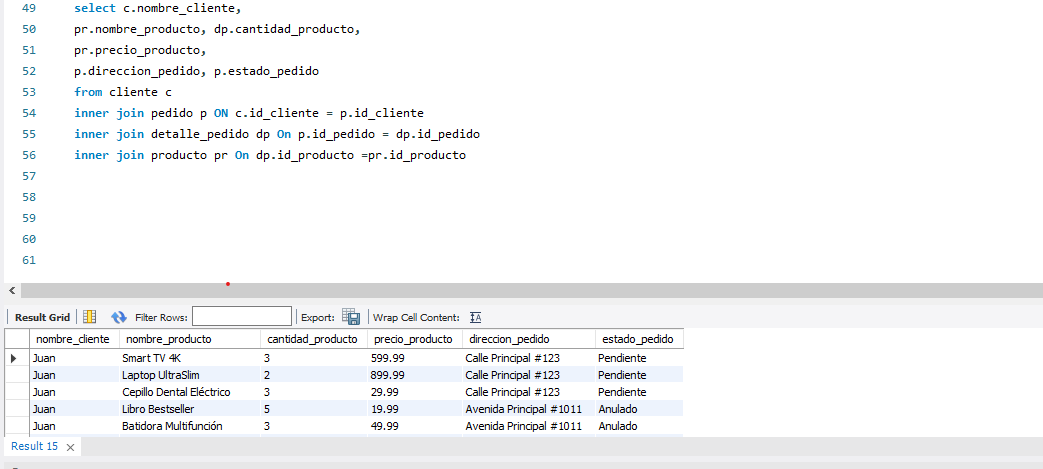 49 select c.nombre_cliente,
50 pr.nombre_producto, dp.cantidad_producto,
51 pr.precio_producto,
52 p.direccion_pedido, p.estado_pedido
53 from cliente c
54 inner join pedido p ON c.id_cliente = p.id_cliente
55 inner join detalle_pedido dp On p.id_pedido = dp.id_pedido
56 inner join producto pr On dp.id_producto =pr.id_producto
57
58
59
60
61
Result Grid Filter Rows: Export: Wrap Cell Content:
nombre_cliente nombre_producto cantidad_producto precio_producto direccion_pedido estado_pedido
Juan Smart TV 4K 3 599.99 Calle Principal #123 Pendiente
Juan Laptop UltraSlim 2 899.99 Calle Principal #123 Pendiente
Juan Cepillo Dental Eléctrico 3 29.99 Calle Principal #123 Pendiente
Juan Libro Bestseller 5 19.99 Avenida Principal #1011 Anulado
Juan Batidora Multifunción 3 49.99 Avenida Principal #1011 Anulado
Result 15